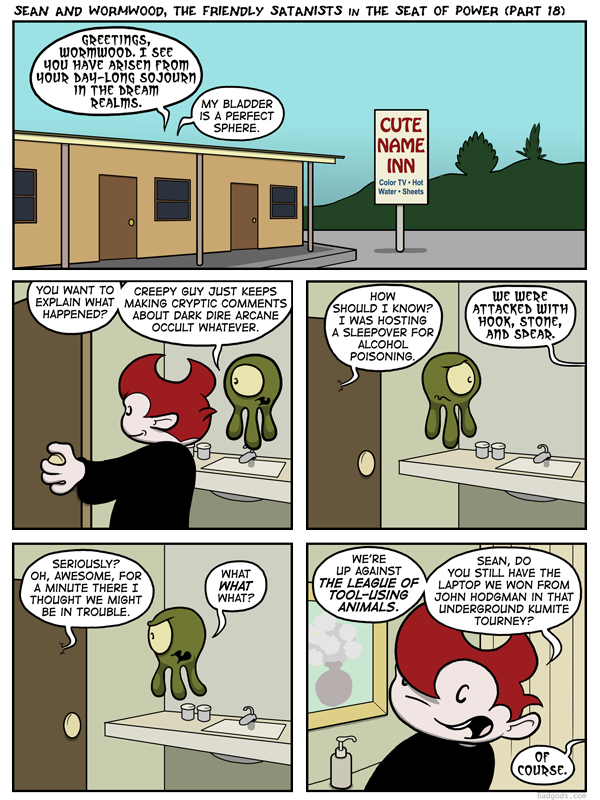 SEAN AND WORMWOOD, THE FRIENDLY SATANISTS IN THE SEAT OF POWER (PART 18)
GREETINGS,
WORMWOOD. I SEE
YOU HAVE ARISEN FROM
YOUR DAY-LONG SOJOURN
IN THE DREAM
REALMS.
MY BLADDER
IS A PERFECT
SPHERE.
CUTE
NAME
INN
Color TV • Hot
Water • Sheets
YOU WANT TO
EXPLAIN WHAT
HAPPENED?
CREEPY GUY JUST KEEPS
MAKING CRYPTIC COMMENTS
ABOUT DARK DIRE ARCANE
OCCULT WHATEVER.
HOW
SHOULD I KNOW?
I WAS HOSTING
A SLEEPOVER FOR
ALCOHOL
POISONING.
WE WERE
ATTACKED WITH
HOOK, STONE,
AND SPEAR.
SERIOUSLY?
OH, AWESOME, FOR
A MINUTE THERE I
THOUGHT WE MIGHT
BE IN TROUBLE.
WHAT
WHAT
WHAT?
WE'RE
UP AGAINST
THE LEAGUE OF
TOOL-USING
ANIMALS.
SEAN, DO
YOU STILL HAVE THE
LAPTOP WE WON FROM
JOHN HODGMAN IN THAT
UNDERGROUND KUMITE
TOURNEY?
OF
COURSE.
badgods.com